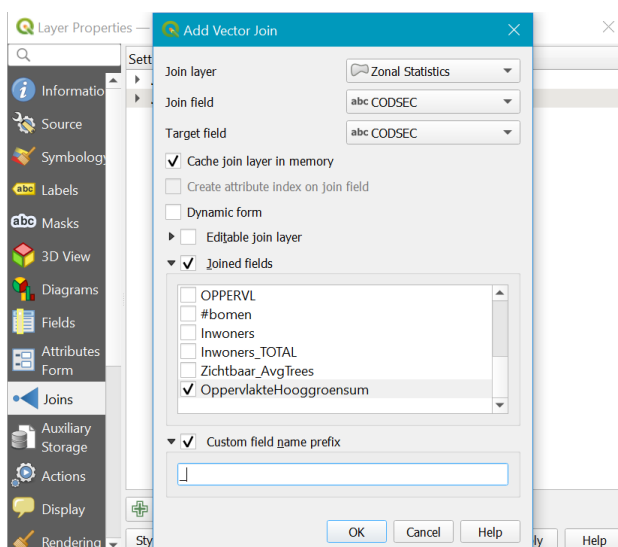 Layer Properties —
Add Vector Join
Sett
Informatio
Source
Symbology
abc Labels
abc Masks
3D View
Diagrams
Fields
Attributes
Form
Joins
Auxiliary
Storage
Actions
Display
Rendering
Join layer
Zonal Statistics
Join field
abc CODSEC
Target field
abc CODSEC
Cache join layer in memory
Create attribute index on join field
Dynamic form
Editable join layer
Joined fields
OPPERVL
#bomen
Inwoners
Inwoners_TOTAL
Zichtbaar_AvgTrees
OppervlakteHooggroensum
Custom field name prefix
_
OK
Cancel
Help
Sty
ly
Help